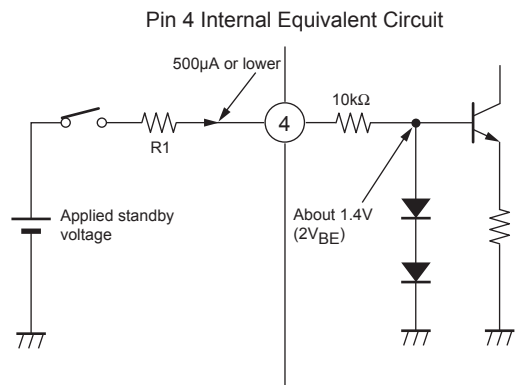 Pin 4 Internal Equivalent Circuit
500μA or lower
10kΩ
4
R1
Applied standby
voltage
About 1.4V
(2VBE)